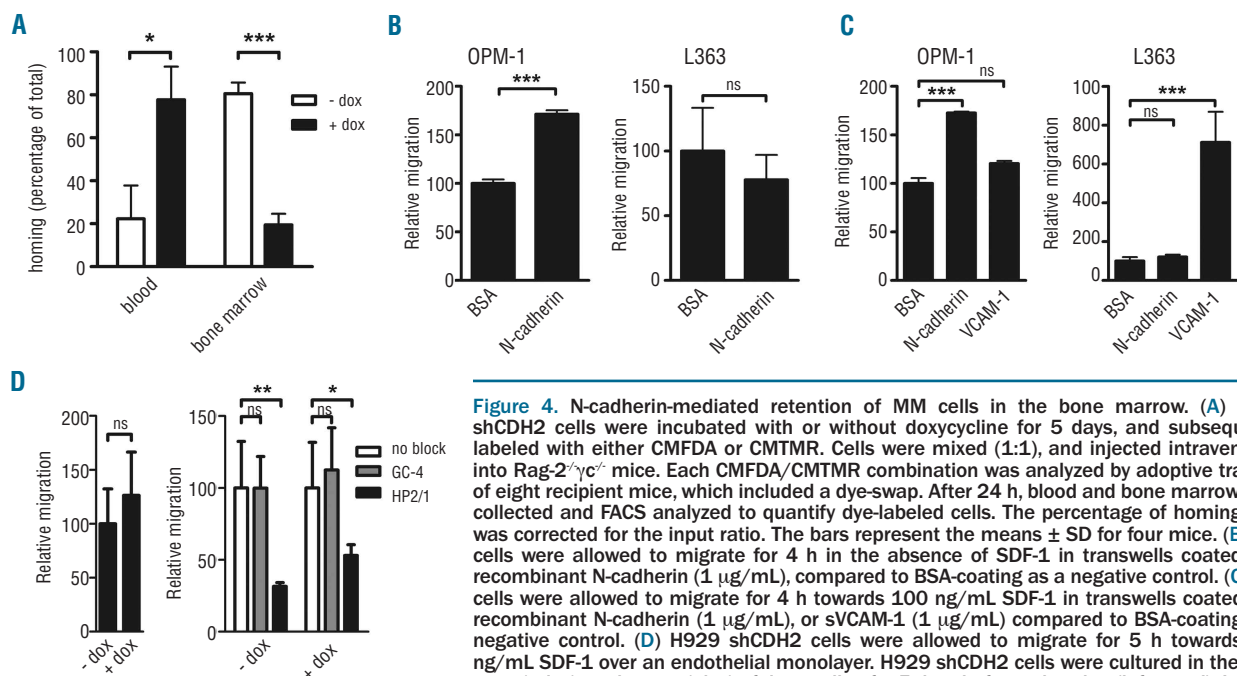 A
*
***
100
80
60
40
20
0
homing (percentage of total)
blood
bone marrow
- dox
+ dox
B
OPM-1
***
200
150
100
50
0
Relative migration
BSA
N-cadherin
L363
ns
150
100
50
0
Relative migration
BSA
N-cadherin
C
OPM-1
ns
***
200
150
100
50
0
Relative migration
BSA
N-cadherin
VCAM-1
L363
***
ns
1000
800
600
400
200
0
Relative migration
BSA
N-cadherin
VCAM-1
D
ns
200
150
100
50
0
Relative migration
- dox
+ dox
**
ns
*
ns
150
100
50
0
Relative migration
- dox
+ dox
no block
GC-4
HP2/1
Figure 4. N-cadherin-mediated retention of MM cells in the bone marrow. (A)
shCDH2 cells were incubated with or without doxycycline for 5 days, and subsequ
labeled with either CMFDA or CMTMR. Cells were mixed (1:1), and injected intraven
into Rag-2-/-γc-/- mice. Each CMFDA/CMTMR combination was analyzed by adoptive tra
of eight recipient mice, which included a dye-swap. After 24 h, blood and bone marrow
collected and FACS analyzed to quantify dye-labeled cells. The percentage of homing
was corrected for the input ratio. The bars represent the means ± SD for four mice. (B
cells were allowed to migrate for 4 h in the absence of SDF-1 in transwells coated
recombinant N-cadherin (1 μg/mL), compared to BSA-coating as a negative control. (C
cells were allowed to migrate for 4 h towards 100 ng/mL SDF-1 in transwells coated
recombinant N-cadherin (1 μg/mL), or sVCAM-1 (1 μg/mL) compared to BSA-coating
negative control. (D) H929 shCDH2 cells were allowed to migrate for 5 h towards
ng/mL SDF-1 over an endothelial monolayer. H929 shCDH2 cells were cultured in the